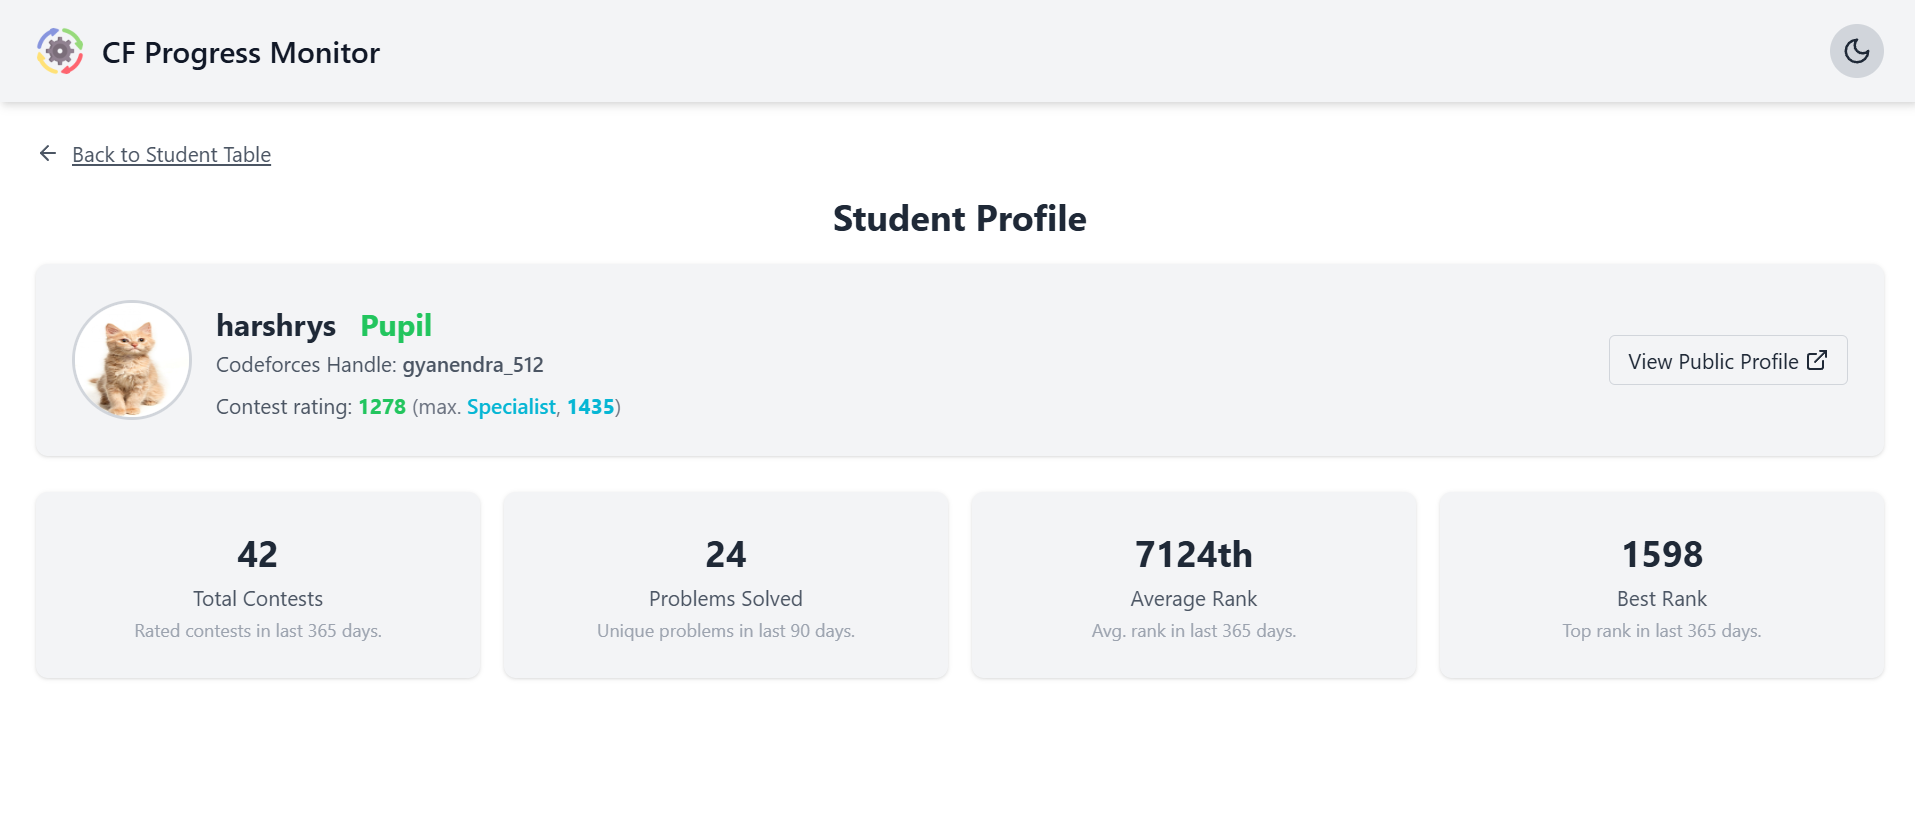 CF Progress Monitor
Back to Student Table
Student Profile
harshrys Pupil
Codeforces Handle: gyanendra_512
Contest rating: 1278 (max. Specialist, 1435)
View Public Profile
42
Total Contests
Rated contests in last 365 days.
24
Problems Solved
Unique problems in last 90 days.
7124th
Average Rank
Avg. rank in last 365 days.
1598
Best Rank
Top rank in last 365 days.